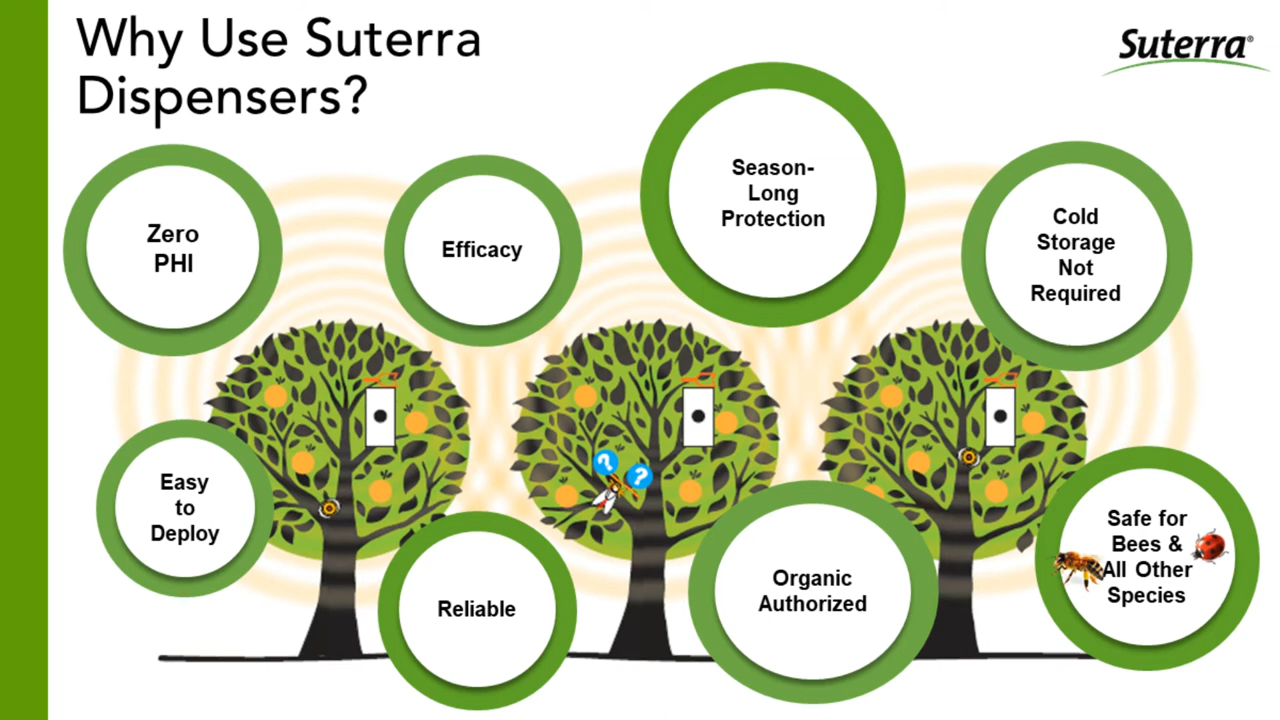 Why Use Suterra
Dispensers?
Suterra®
Zero
PHI
Efficacy
Season-
Long
Protection
Cold
Storage
Not
Required
Easy
to
Deploy
? ?
Reliable
Organic
Authorized
Safe for
Bees &
All Other
Species